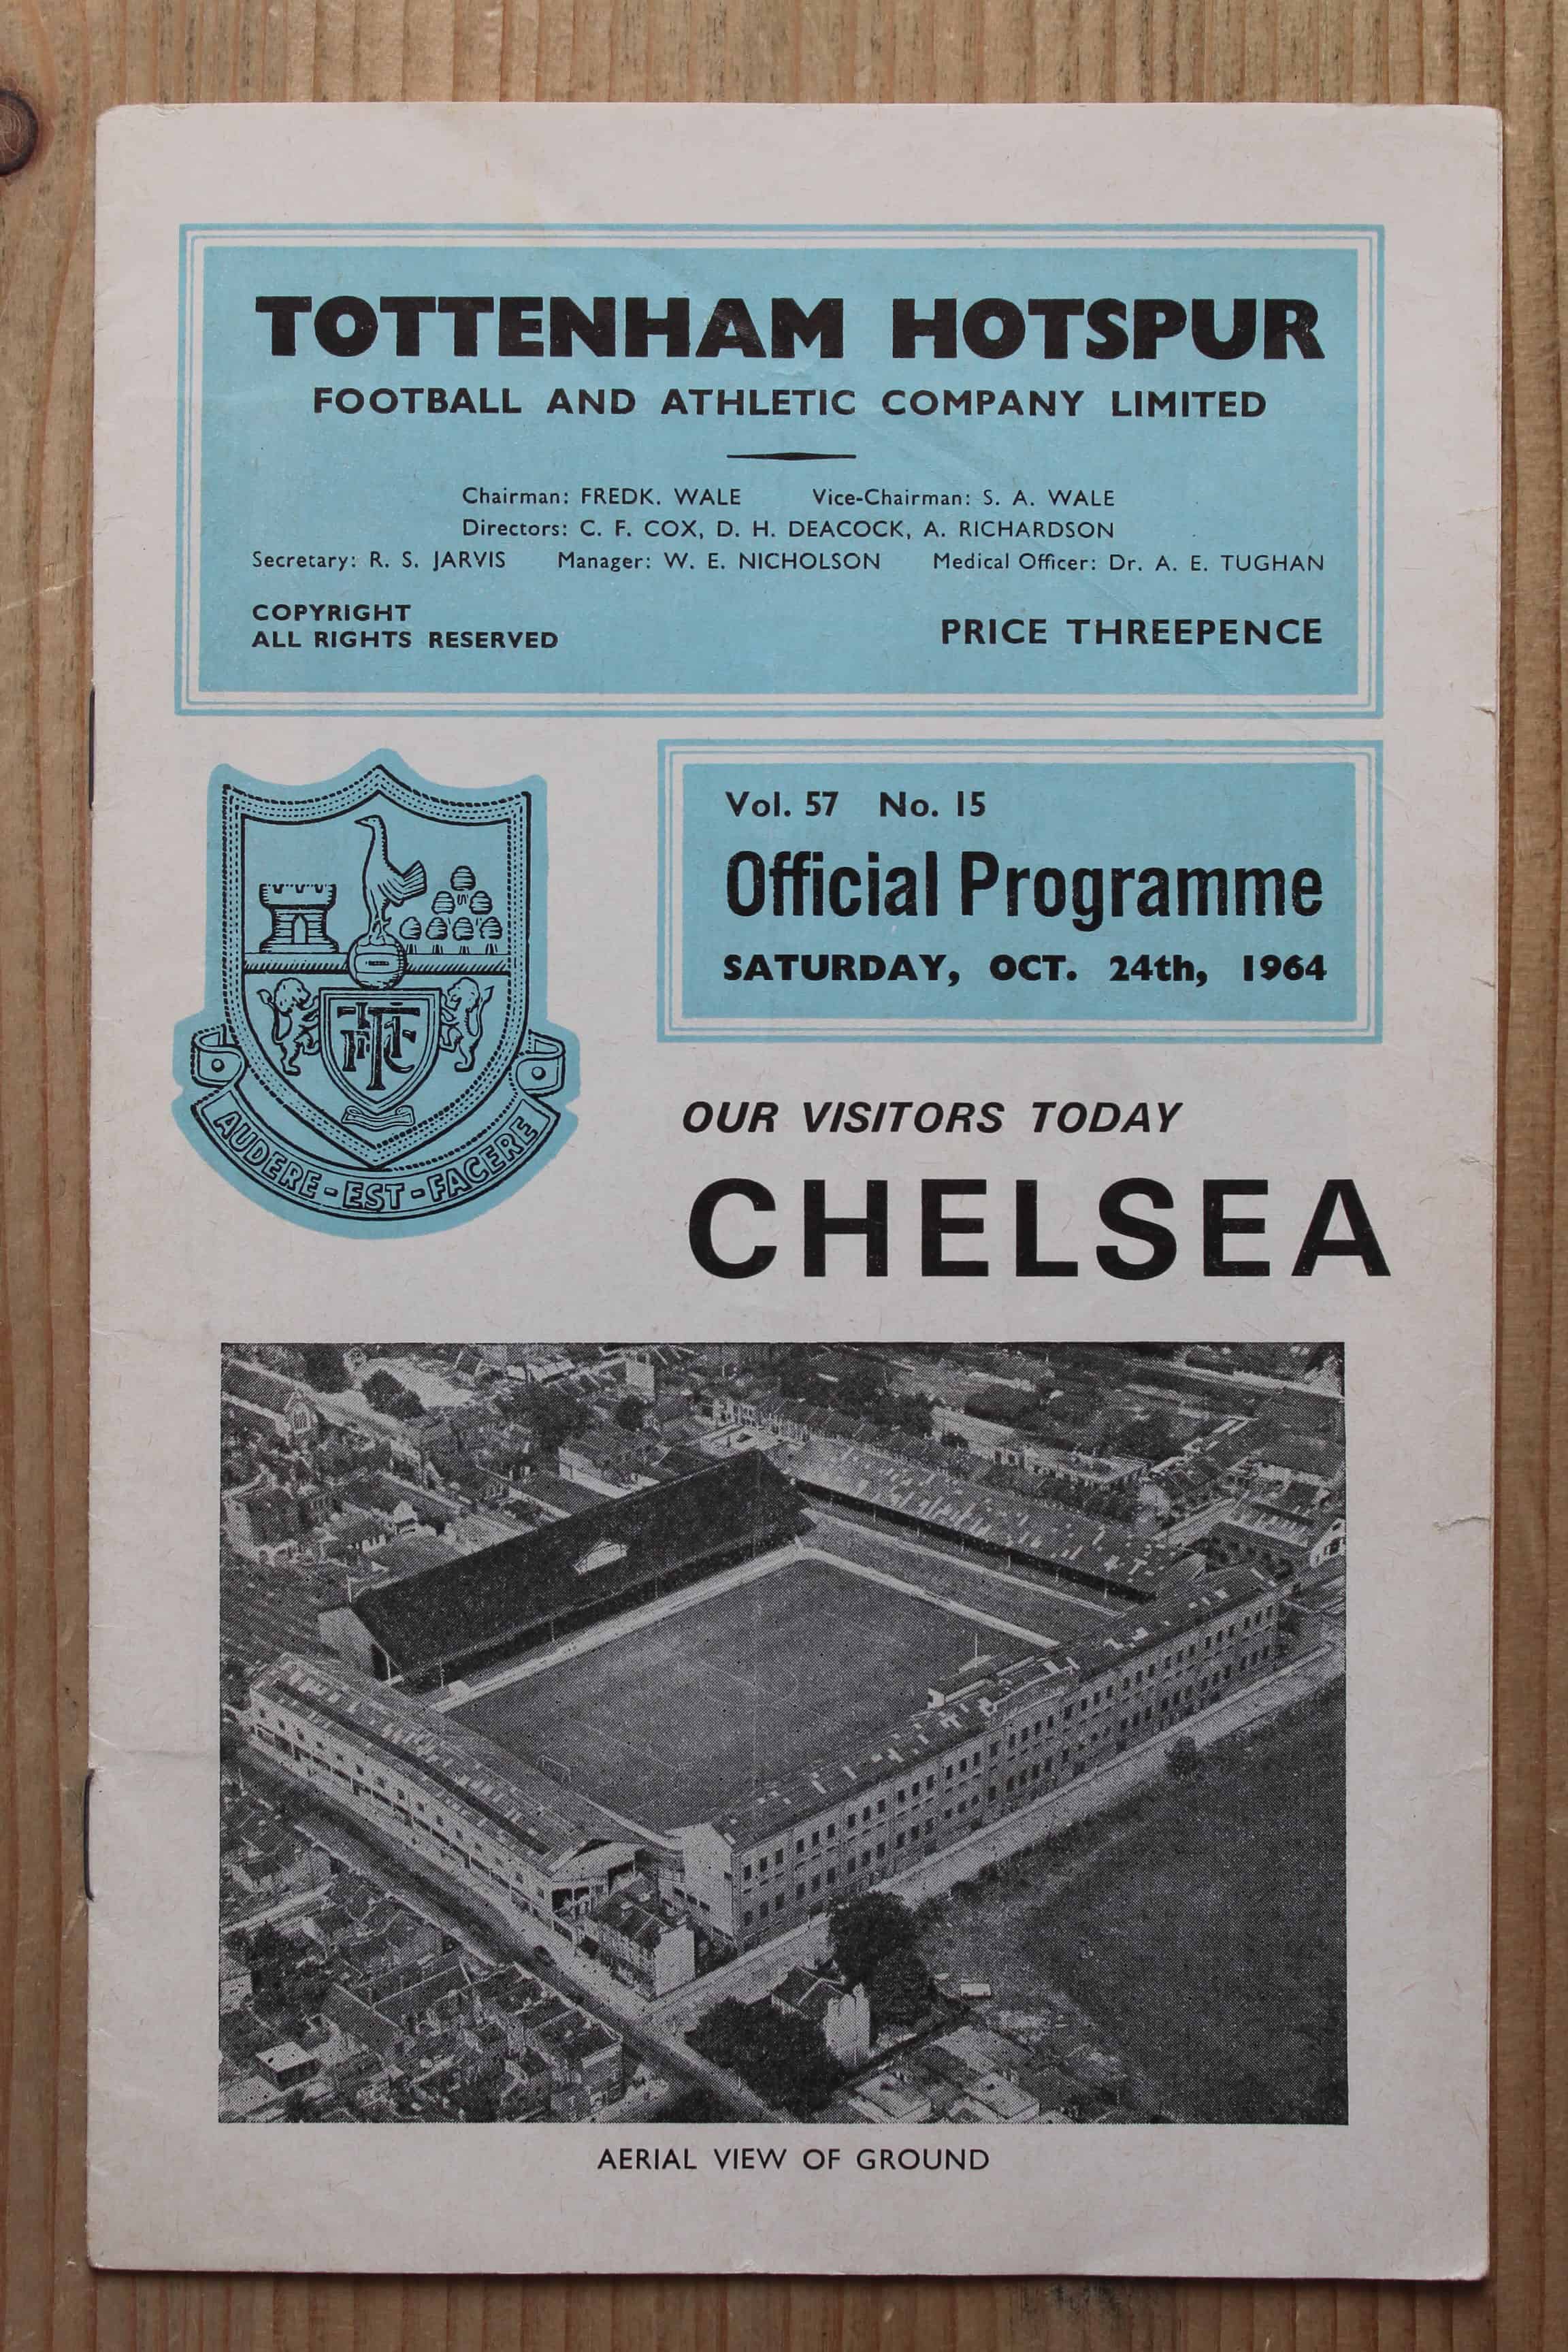 TOTTENHAM HOTSPUR
FOOTBALL AND ATHLETIC COMPANY LIMITED
Chairman: FREDK. WALE Vice-Chairman: S. A. WALE
Directors: C. F. COX, D. H. DEACOCK, A. RICHARDSON
Secretary: R. S. JARVIS Manager: W. E. NICHOLSON Medical Officer: Dr. A. E. TUGHAN
COPYRIGHT
ALL RIGHTS RESERVED
PRICE THREEPENCE
Vol. 57 No. 15
Official Programme
SATURDAY, OCT. 24th, 1964
AUDERE-EST-FACERE
OUR VISITORS TODAY
CHELSEA
AERIAL VIEW OF GROUND